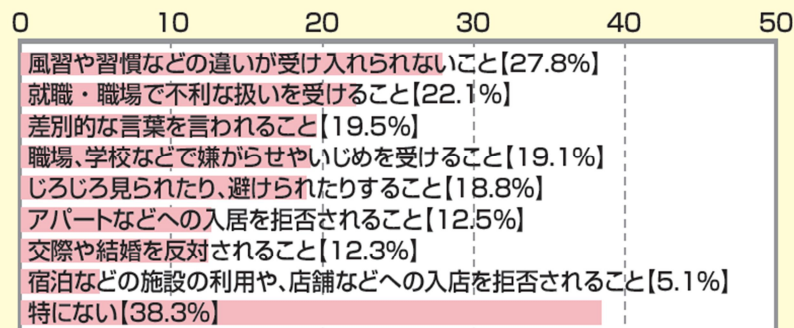 0 10 20 30 40 50
風習や習慣などの違いが受け入れられないこと【27.8%】
就職・職場で不利な扱いを受けること【22.1%】
差別的な言葉を言われること【19.5%】
職場、学校などで嫌がらせやいじめを受けること【19.1%】
じろじろ見られたり、避けられたりすること【18.8%】
アパートなどへの入居を拒否されること【12.5%】
交際や結婚を反対されること【12.3%】
宿泊などの施設の利用や、店舗などへの入店を拒否されること【5.1%】
特にない【38.3%】